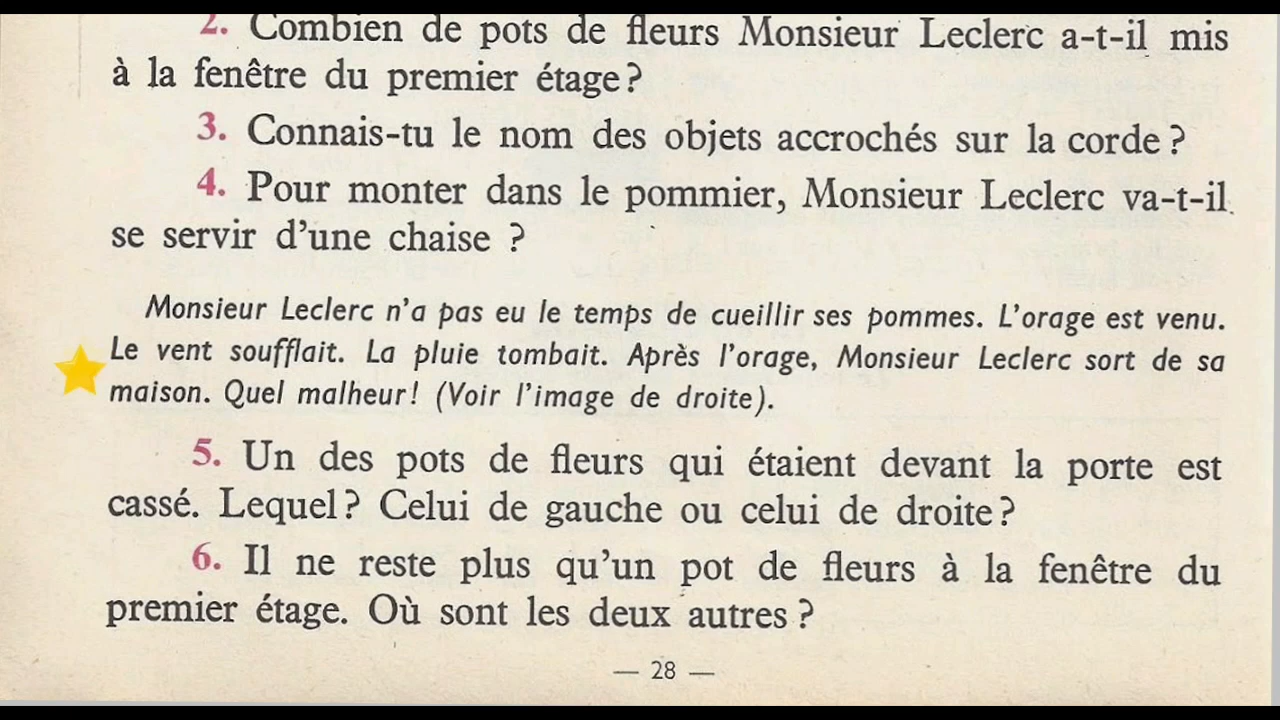 2. Combien de pots de fleurs Monsieur Leclerc a-t-il mis
à la fenêtre du premier étage ?
3. Connais-tu le nom des objets accrochés sur la corde ?
4. Pour monter dans le pommier, Monsieur Leclerc va-t-il
se servir d'une chaise ?
Monsieur Leclerc n'a pas eu le temps de cueillir ses pommes. L'orage est venu.
Le vent soufflait. La pluie tombait. Après l'orage, Monsieur Leclerc sort de sa
maison. Quel malheur! (Voir l'image de droite).
5. Un des pots de fleurs qui étaient devant la porte est
cassé. Lequel ? Celui de gauche ou celui de droite ?
6. Il ne reste plus qu'un pot de fleurs à la fenêtre du
premier étage. Où sont les deux autres ?
— 28 —